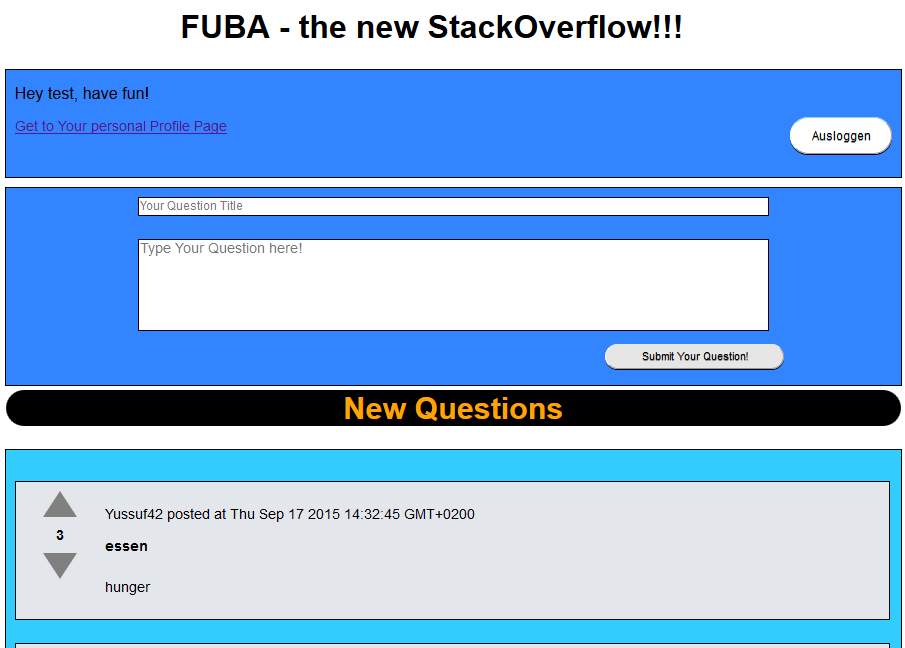 FUBA - the new StackOverflow!!!
Hey test, have fun!
Get to Your personal Profile Page
Ausloggen
Your Question Title
Type Your Question here!
Submit Your Question!
New Questions
Yussuf42 posted at Thu Sep 17 2015 14:32:45 GMT+0200
3
essen
hunger